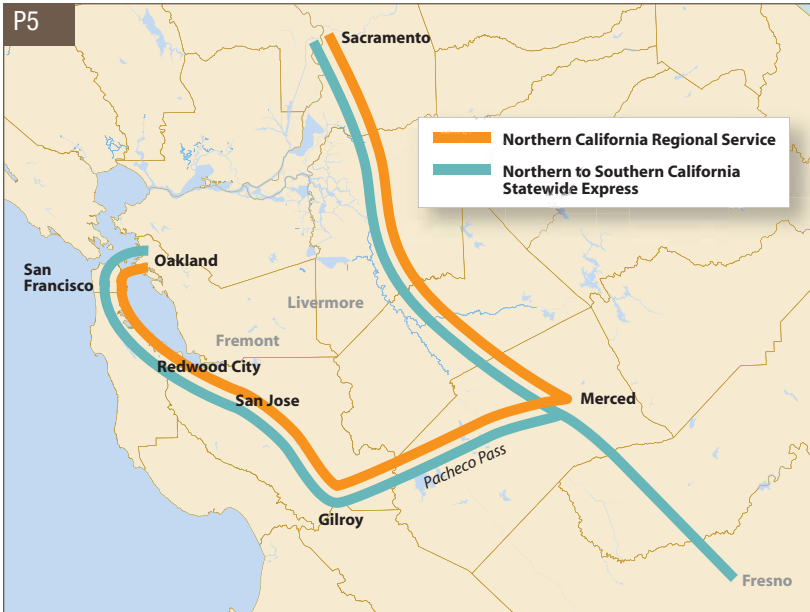 P5
Sacramento
Northern California Regional Service
Northern to Southern California
Statewide Express
Oakland
San
Francisco
Livermore
Fremont
Redwood City
San Jose
Merced
Pacheco Pass
Gilroy
Fresno